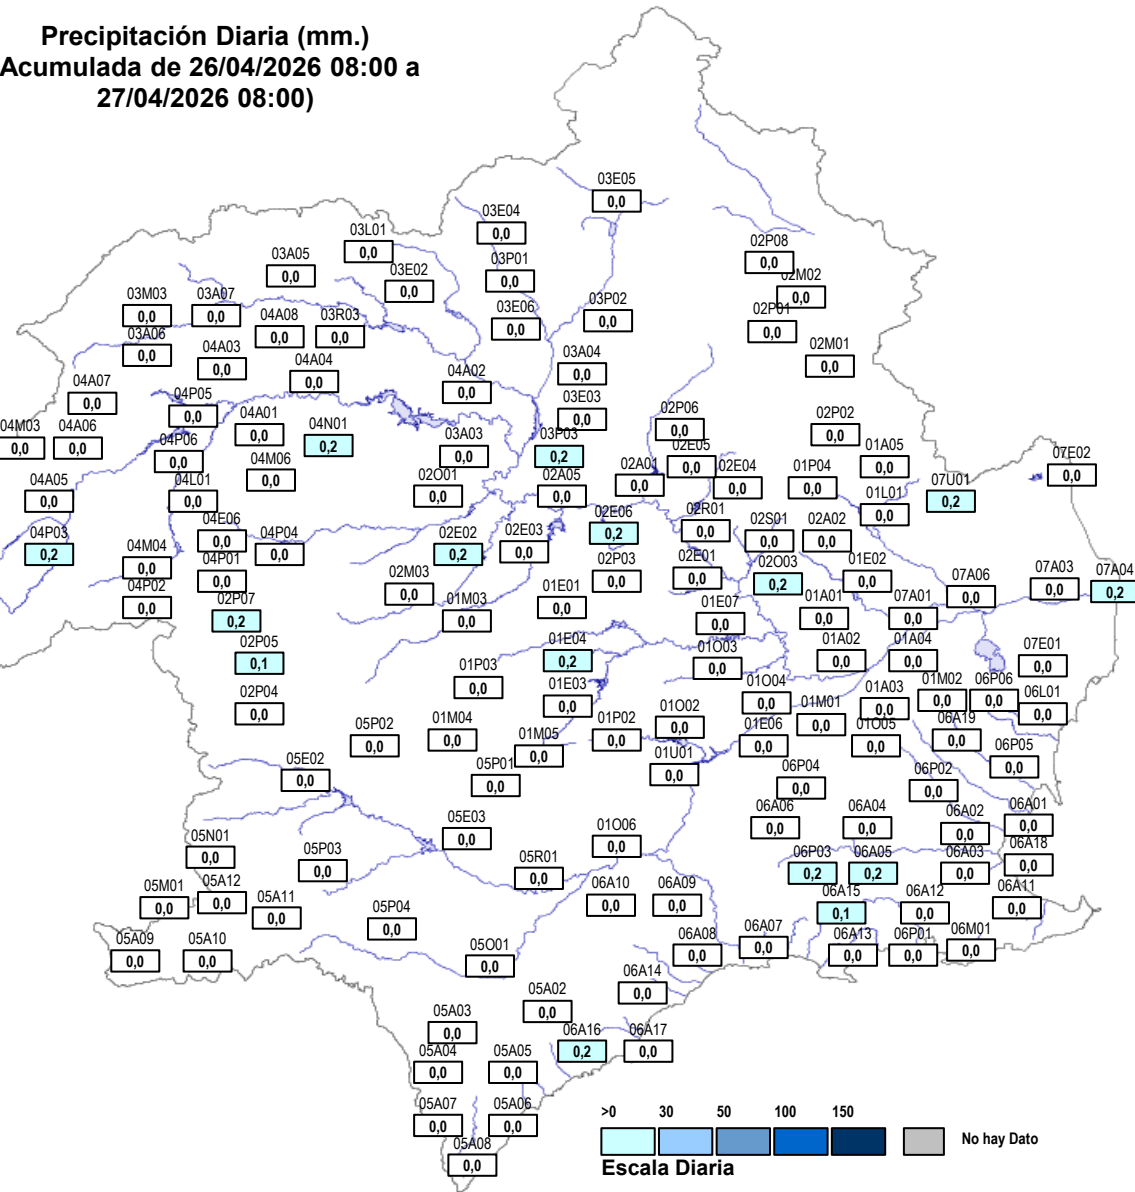 Precipitación Diaria (mm.)
Acumulada de 26/04/2026 08:00 a
27/04/2026 08:00)
03E05
0,0
03E04
0,0
03L01
0,0
03A05
0,0
03P01
0,0
03E02
0,0
02P08
0,0
02M02
0,0
03M03
0,0
03A07
0,0
03P02
0,0
03E06
0,0
02P01
0,0
04A08
0,0
03R03
0,0
03A06
0,0
04A03
0,0
03A04
0,0
02M01
0,0
04A04
0,0
04A02
0,0
04A07
0,0
04P05
0,0
03E03
0,0
02P06
0,0
02P02
0,0
04M03
0,0
04A06
0,0
04A01
0,0
04N01
0,2
03A03
0,0
03P03
0,2
04P06
0,0
02E05
0,0
01A05
0,0
07E02
0,0
04M06
0,0
02A01
0,0
02E04
0,0
01P04
0,0
04A05
0,0
04L01
0,0
02O01
0,0
02A05
0,0
07U01
0,2
01L01
0,0
04E06
0,0
02E06
0,2
02R01
0,0
02S01
0,0
02A02
0,0
04P03
0,2
04P04
0,0
02E02
0,2
02E03
0,0
04M04
0,0
04P01
0,0
02P03
0,0
02E01
0,0
02O03
0,2
01E02
0,0
07A03
0,0
07A04
0,2
07A06
0,0
04P02
0,0
02P07
0,2
02M03
0,0
01M03
0,0
01E01
0,0
01E07
0,0
01A01
0,0
07A01
0,0
02P05
0,1
01E04
0,2
01O03
0,0
01A02
0,0
01A04
0,0
07E01
0,0
01P03
0,0
01E03
0,0
01O04
0,0
01A03
0,0
01M02
0,0
06P06
0,0
06L01
0,0
02P04
0,0
05P02
0,0
01M04
0,0
01M05
0,0
01P02
0,0
01O02
0,0
01E06
0,0
01M01
0,0
01O05
0,0
06A19
0,0
05E02
0,0
05P01
0,0
01U01
0,0
06P04
0,0
06P02
0,0
06P05
0,0
05E03
0,0
01O06
0,0
06A06
0,0
06A04
0,0
06A02
0,0
06A01
0,0
05N01
0,0
05P03
0,0
05R01
0,0
06P03
0,2
06A05
0,2
06A03
0,0
06A18
0,0
05M01
0,0
05A12
0,0
05A11
0,0
06A10
0,0
06A09
0,0
06A15
0,1
06A12
0,0
06A11
0,0
05P04
0,0
05A09
0,0
05A10
0,0
05O01
0,0
06A08
0,0
06A07
0,0
06A13
0,0
06P01
0,0
06M01
0,0
06A14
0,0
05A02
0,0
05A03
0,0
06A16
0,2
06A17
0,0
05A04
0,0
05A05
0,0
05A07
0,0
05A06
0,0
05A08
0,0
>0 30 50 100 150
No hay Dato
Escala Diaria